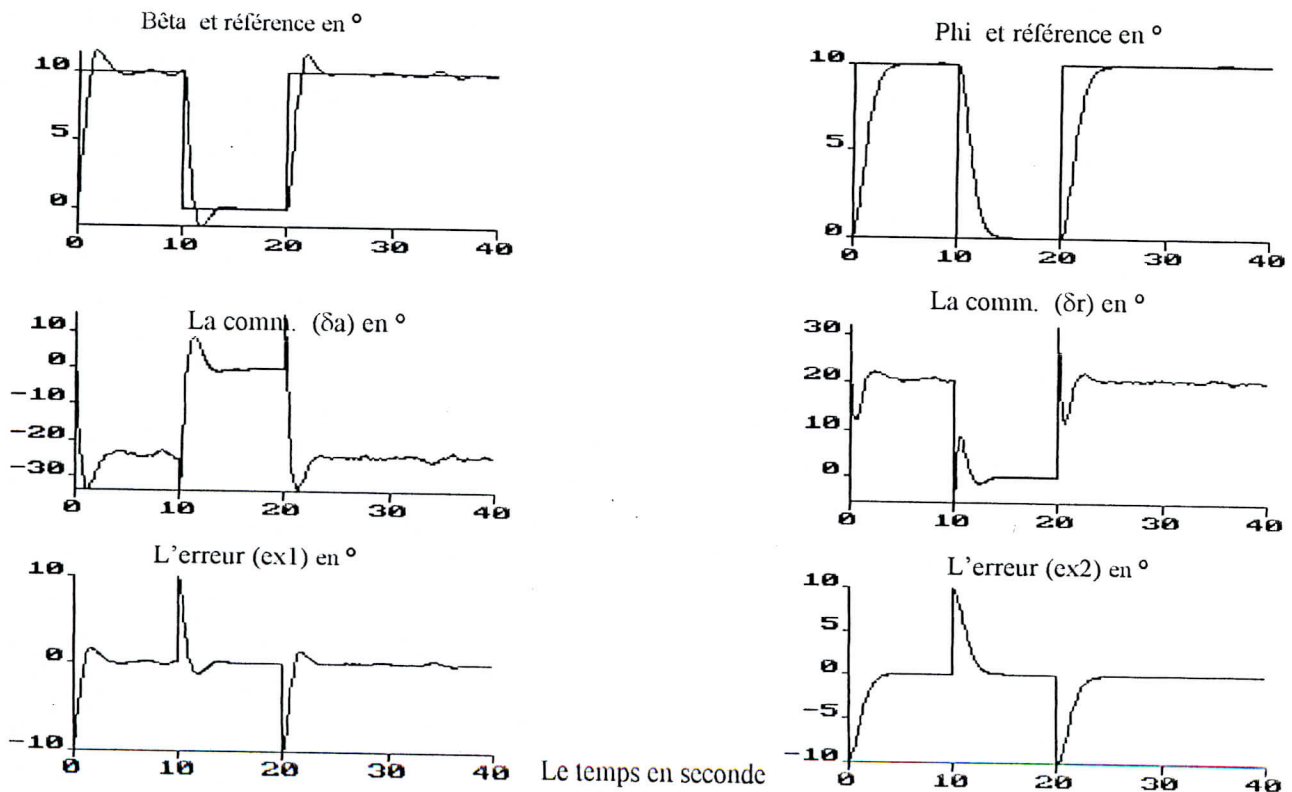 Bêta et référence en °
10
5
0
0 10 20 30 40
Phi et référence en °
10
5
0
0 10 20 30 40
La comm. (δa) en °
10
0
-10
-20
-30
0 10 20 30 40
La comm. (δr) en °
30
20
10
0
0 10 20 30 40
L'erreur (ex1) en °
10
0
-10
0 10 20 30 40
L'erreur (ex2) en °
10
5
0
-5
-10
0 10 20 30 40
Le temps en seconde